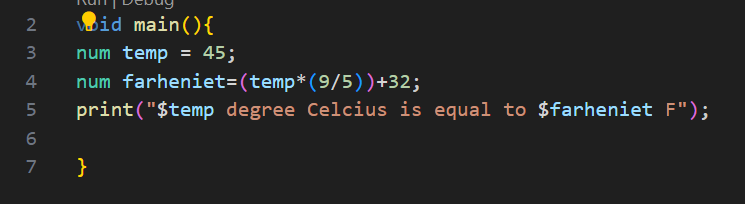 Run | Debug
2 void main(){
3 num temp = 45;
4 num farheniet=(temp*(9/5))+32;
5 print("$temp degree Celcius is equal to $farheniet F");
6
7 }